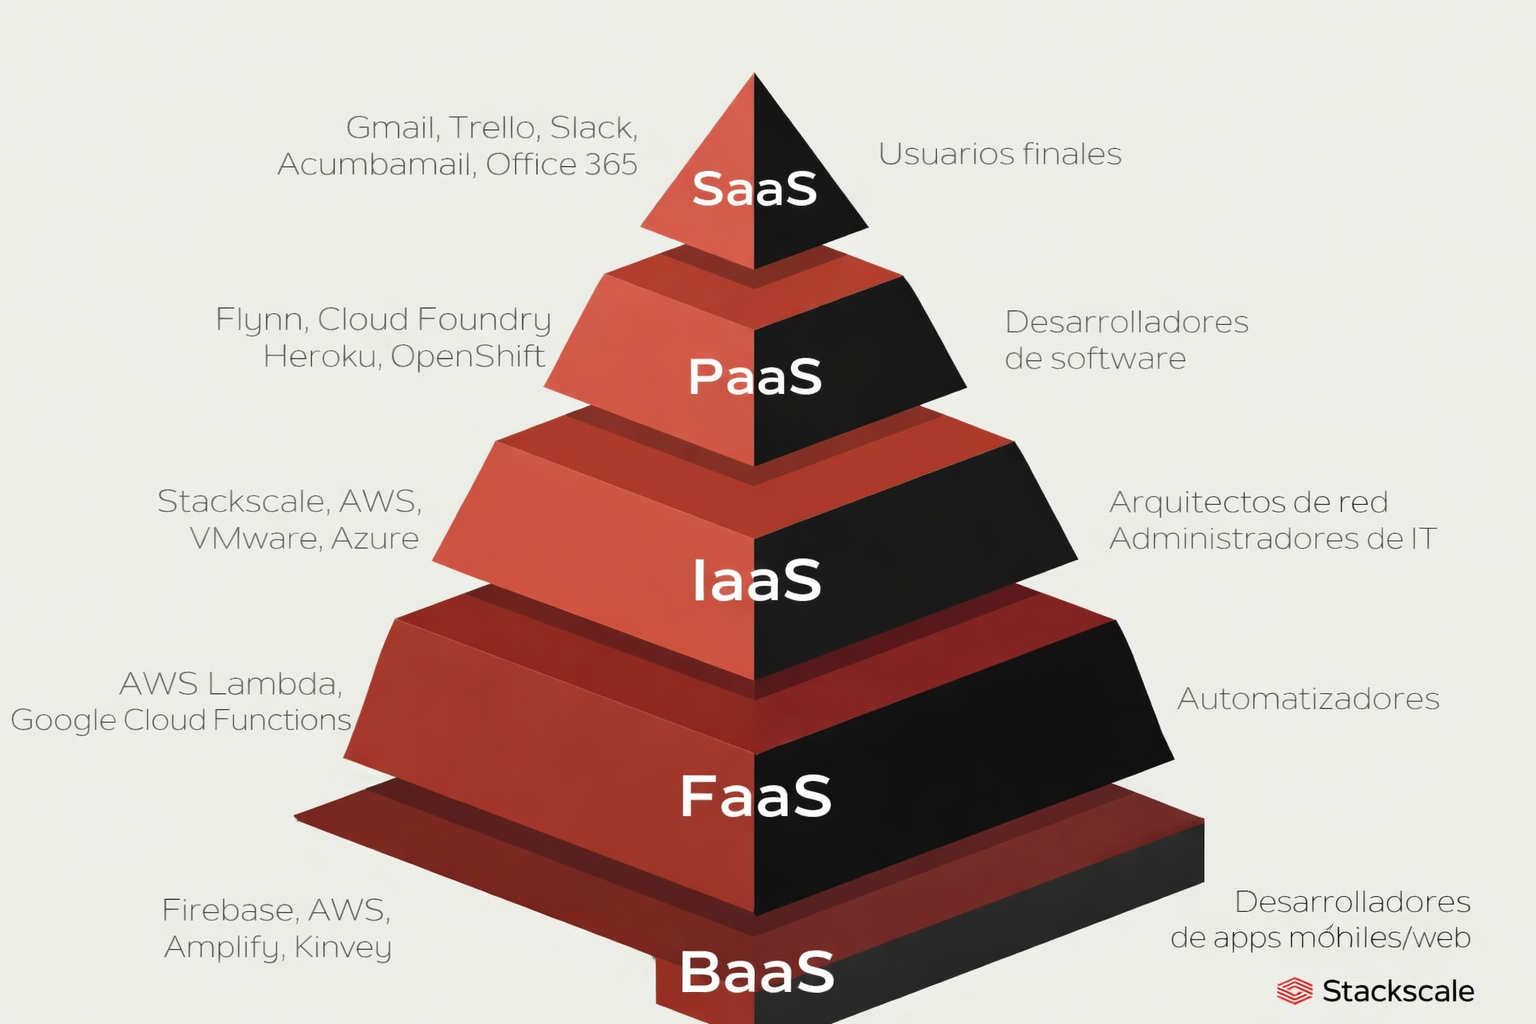 Gmail, Trello, Slack,
Acumbamail, Office 365
SaaS
Usuarios finales
Flynn, Cloud Foundry
Heroku, OpenShift
PaaS
Desarrolladores
de software
Stackscale, AWS,
VMware, Azure
IaaS
Arquitectos de red
Administradores de IT
AWS Lambda,
Google Cloud Functions
FaaS
Automatizadores
Firebase, AWS,
Amplify, Kinvey
BaaS
Desarrolladores
de apps móhiles/web
Stackscale